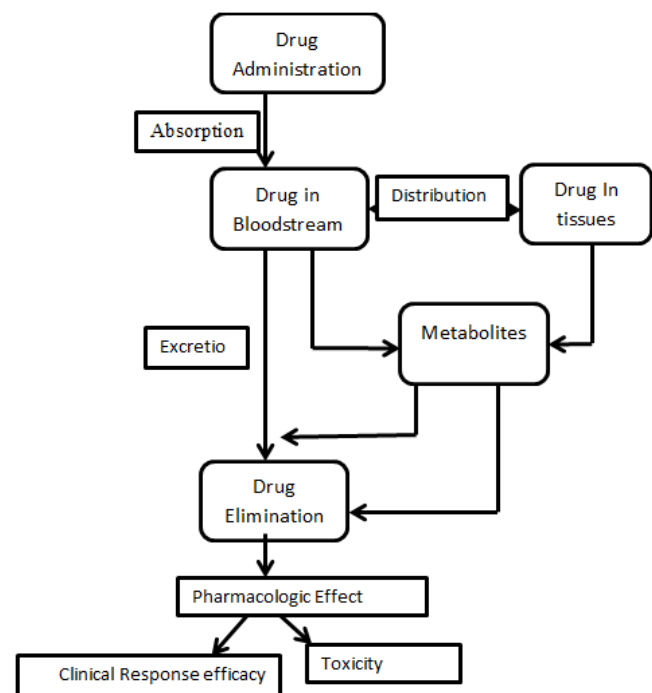 Drug
Administration
Absorption
Drug in
Bloodstream
Distribution
Drug In
tissues
Excretio
Metabolites
Drug
Elimination
Pharmacologic Effect
Clinical Response efficacy
Toxicity